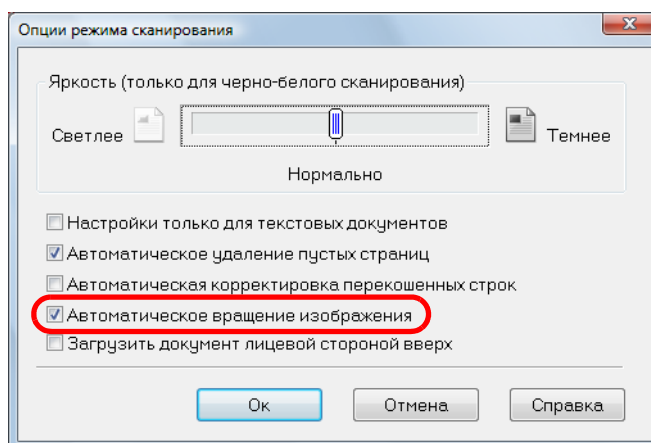 Опции режима сканирования
Яркость (только для черно-белого сканирования)
Светлее Темнее
Нормально
Настройки только для текстовых документов
Автоматическое удаление пустых страниц
Автоматическая корректировка перекошенных строк
Автоматическое вращение изображения
Загрузить документ лицевой стороной вверх
Ок Отмена Справка